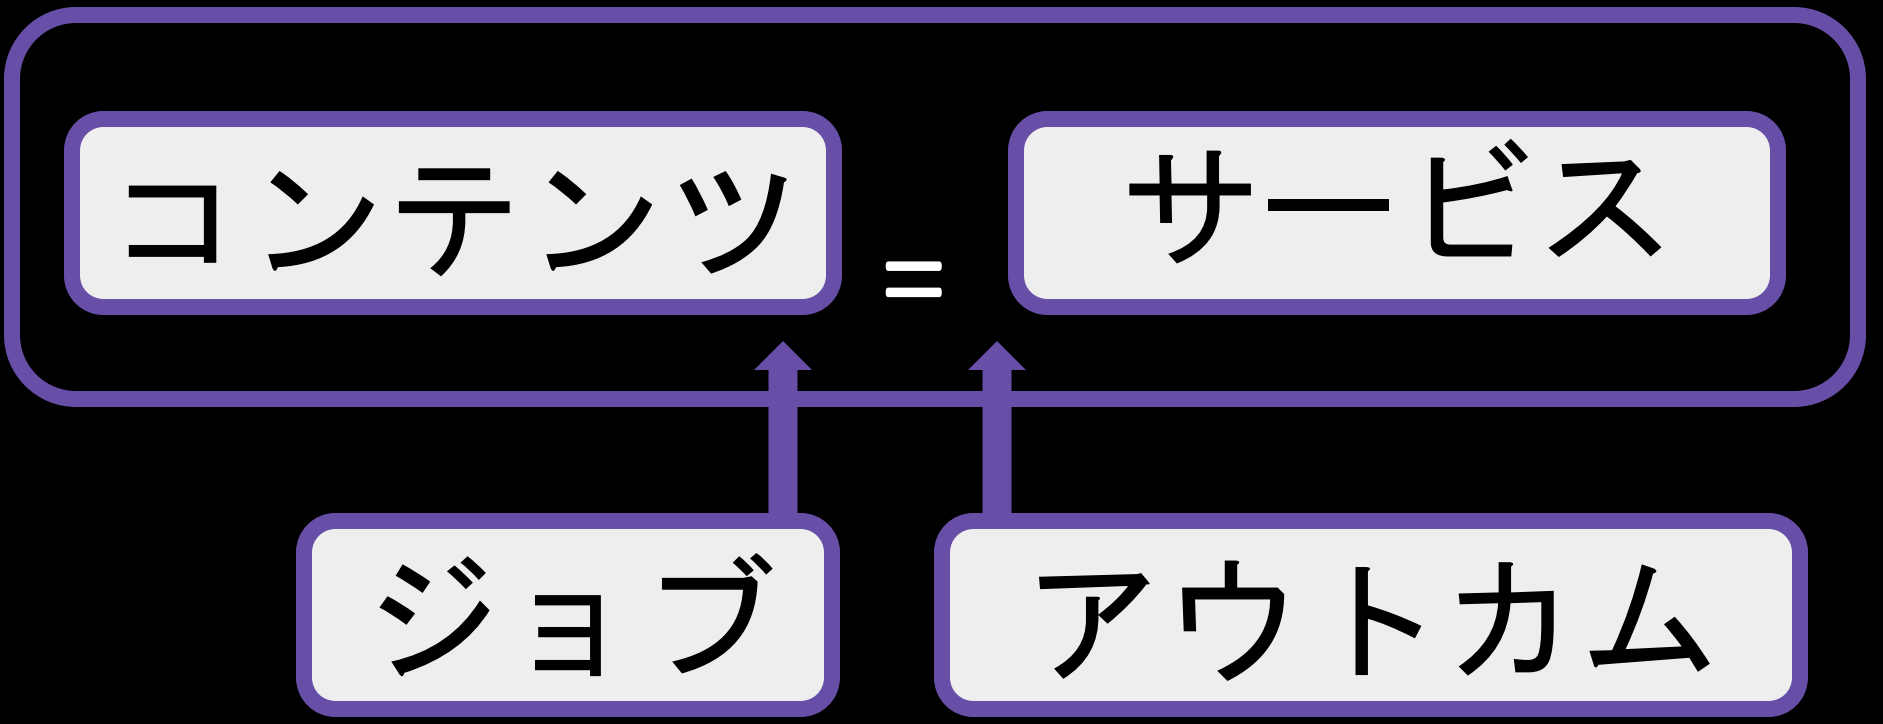 コンテンツ = サービス
ジョブ アウトカム